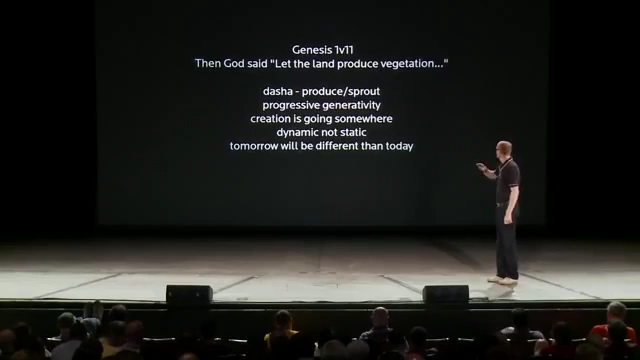 Genesis 1v11
Then God said "Let the land produce vegetation..."
dasha - produce/sprout
progressive generativity
creation is going somewhere
dynamic not static
tomorrow will be different than today